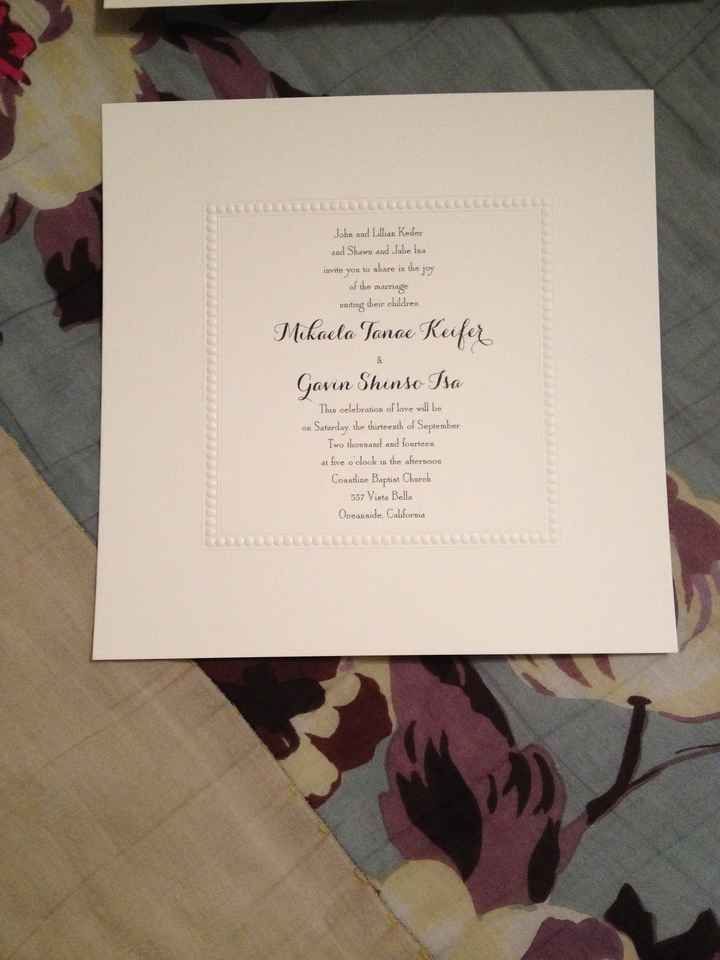 John and Lillian Keifer
and Shawn and Jabe Isa
invite you to share in the joy
of the marriage
uniting their children
Mikaela Tanae Keifer
&
Gavin Shinso Isa
This celebration of love will be
on Saturday, the thirteenth of September
Two thousand and fourteen
at five o'clock in the afternoon
Coastline Baptist Church
557 Vista Bella
Oceanside, California